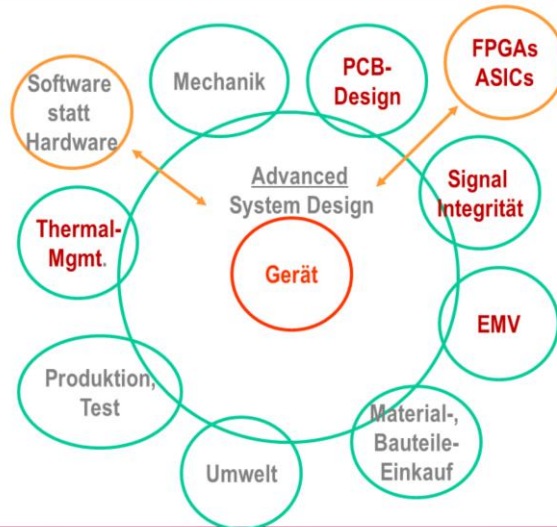 Software
statt
Hardware
Mechanik
PCB-
Design
FPGAs
ASICs
Advanced
System Design
Signal
Integrität
Thermal-
Mgmt.
Gerät
EMV
Produktion,
Test
Material-,
Bauteile-
Einkauf
Umwelt